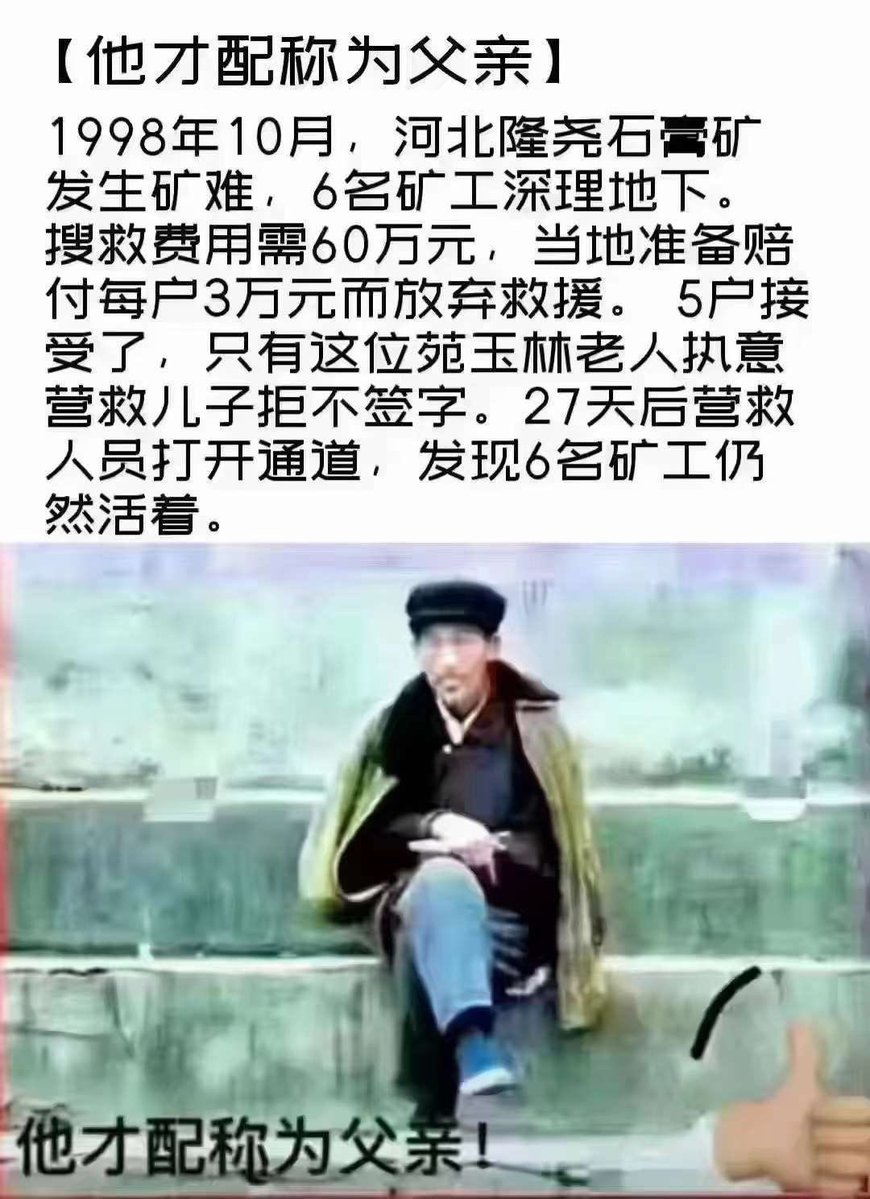 【他才配称为父亲】
1998年10月，河北隆尧石膏矿
发生矿难，6名矿工深理地下。
搜救费用需60万元，当地准备赔
付每户3万元而放弃救援。 5户接
受了，只有这位苑玉林老人执意
营救儿子拒不签字。27天后营救
人员打开通道，发现6名矿工仍
然活着。
他才配称为父亲！